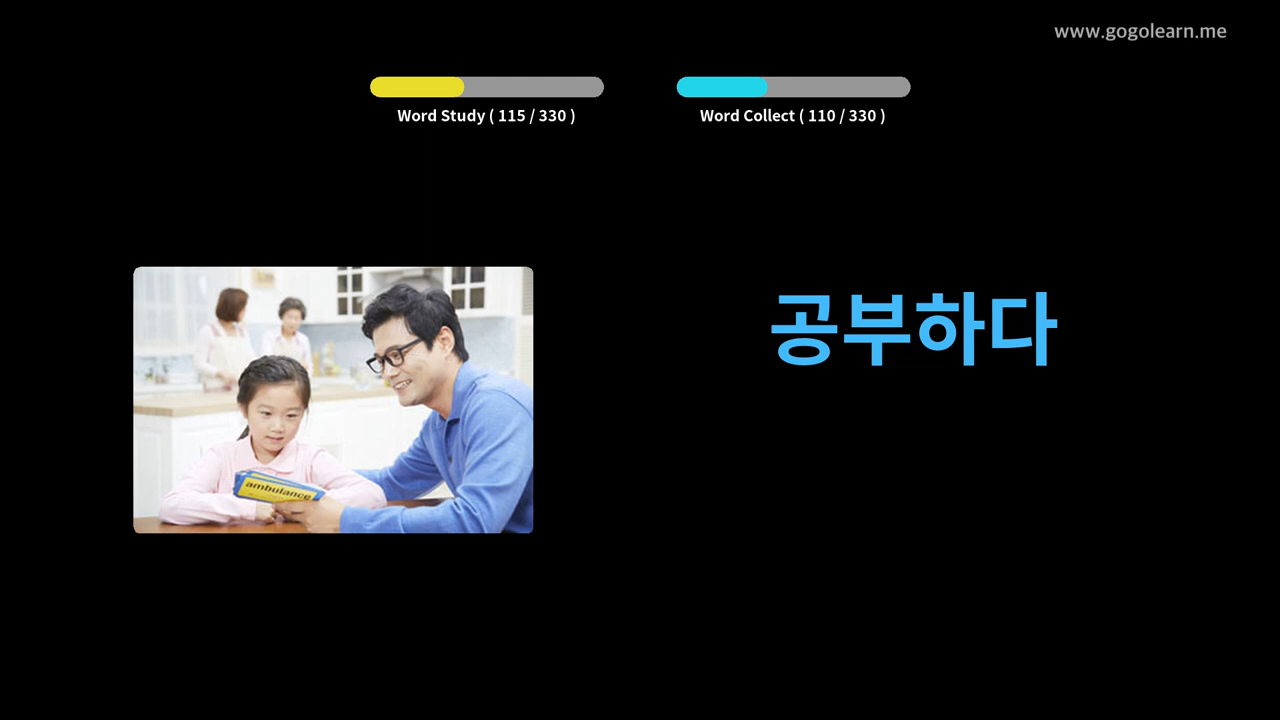 www.gogolearn.me
Word Study ( 115 / 330 )
Word Collect ( 110 / 330 )
공부하다
ambulance